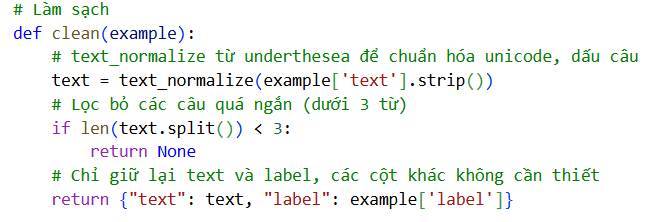 # Làm sạch
def clean(example):
    # text_normalize từ underthesea để chuẩn hóa unicode, dấu câu
    text = text_normalize(example['text'].strip())
    # Lọc bỏ các câu quá ngắn (dưới 3 từ)
    if len(text.split()) < 3:
        return None
    # Chỉ giữ lại text và label, các cột khác không cần thiết
    return {"text": text, "label": example['label']}